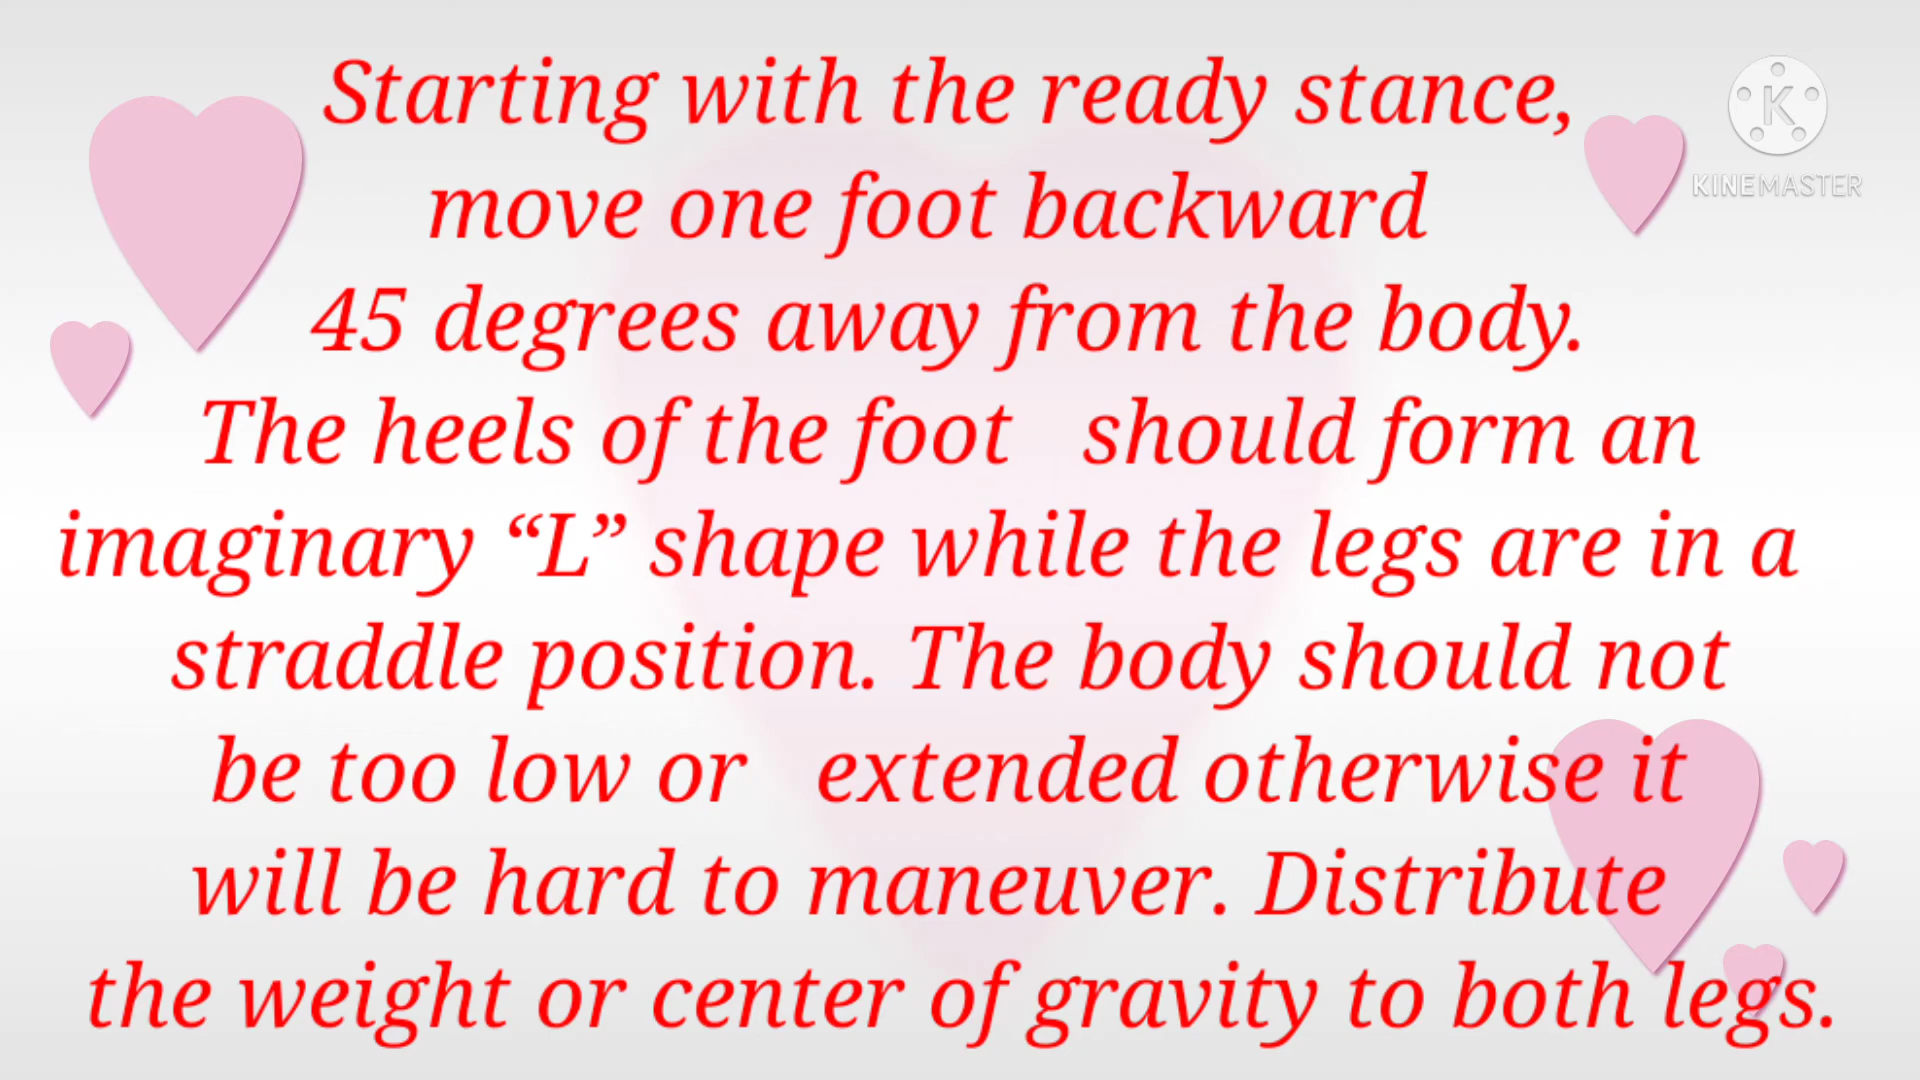 Starting with the ready stance,
move one foot backward
45 degrees away from the body.
The heels of the foot   should form an
imaginary “L” shape while the legs are in a
straddle position. The body should not
be too low or   extended otherwise it
will be hard to maneuver. Distribute
the weight or center of gravity to both legs.
K
KINEMASTER